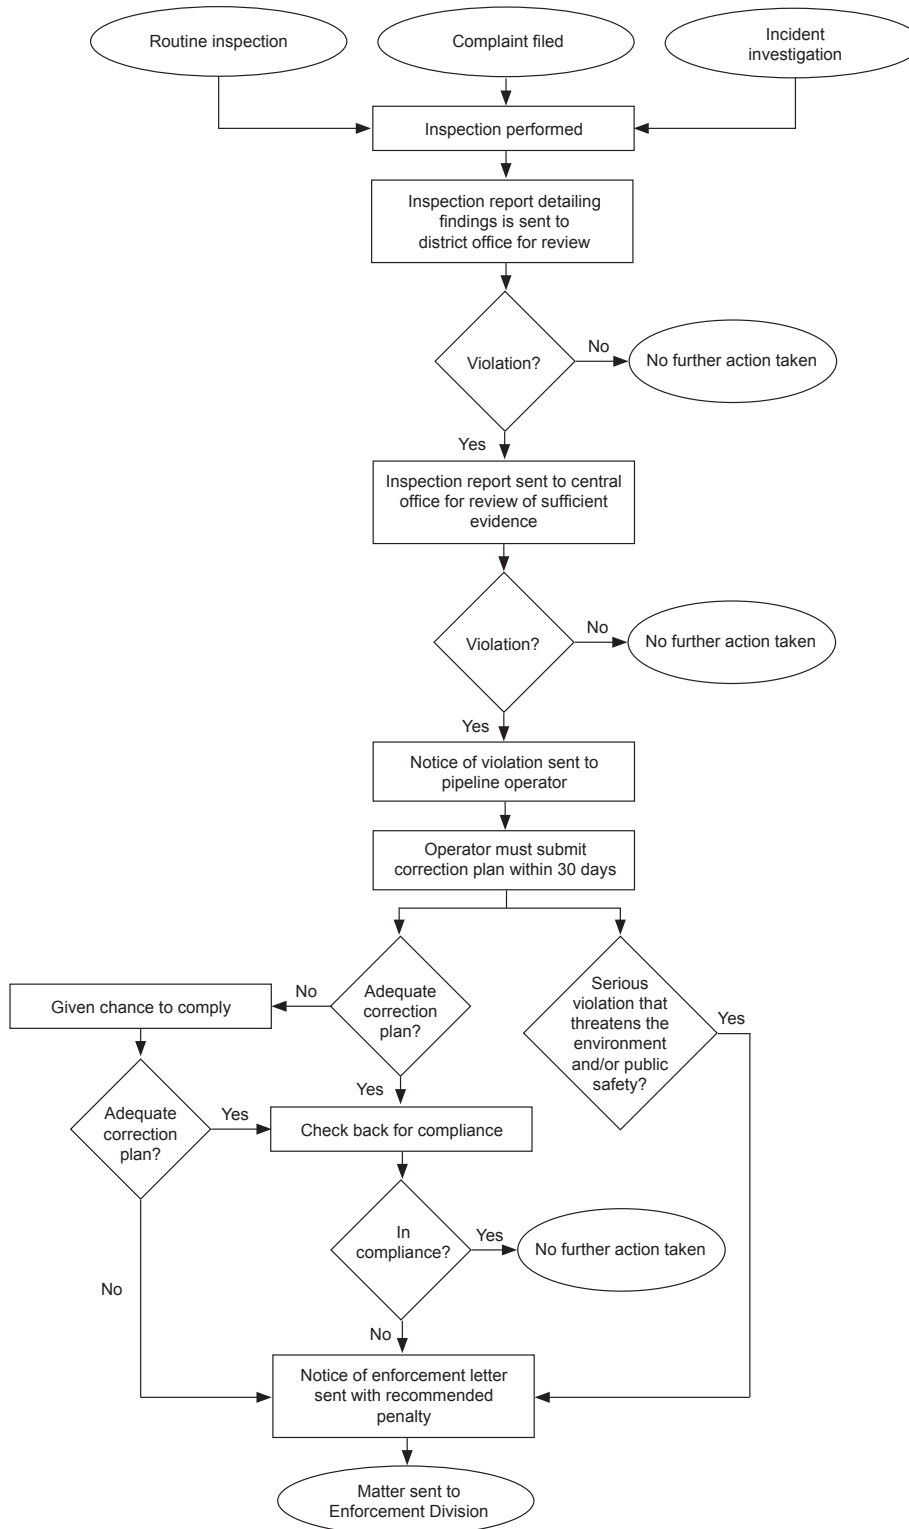 Routine inspection
Complaint filed
Incident
investigation
Inspection performed
Inspection report detailing
findings is sent to
district office for review
Violation?
No
No further action taken
Yes
Inspection report sent to central
office for review of sufficient
evidence
Violation?
No
No further action taken
Yes
Notice of violation sent to
pipeline operator
Operator must submit
correction plan within 30 days
Given chance to comply
No
Adequate
correction
plan?
Serious
violation that
threatens the
environment
and/or public
safety?
Yes
Yes
Adequate
correction
plan?
Yes
Check back for compliance
In
compliance?
Yes
No further action taken
No
No
Notice of enforcement letter
sent with recommended
penalty
Matter sent to
Enforcement Division